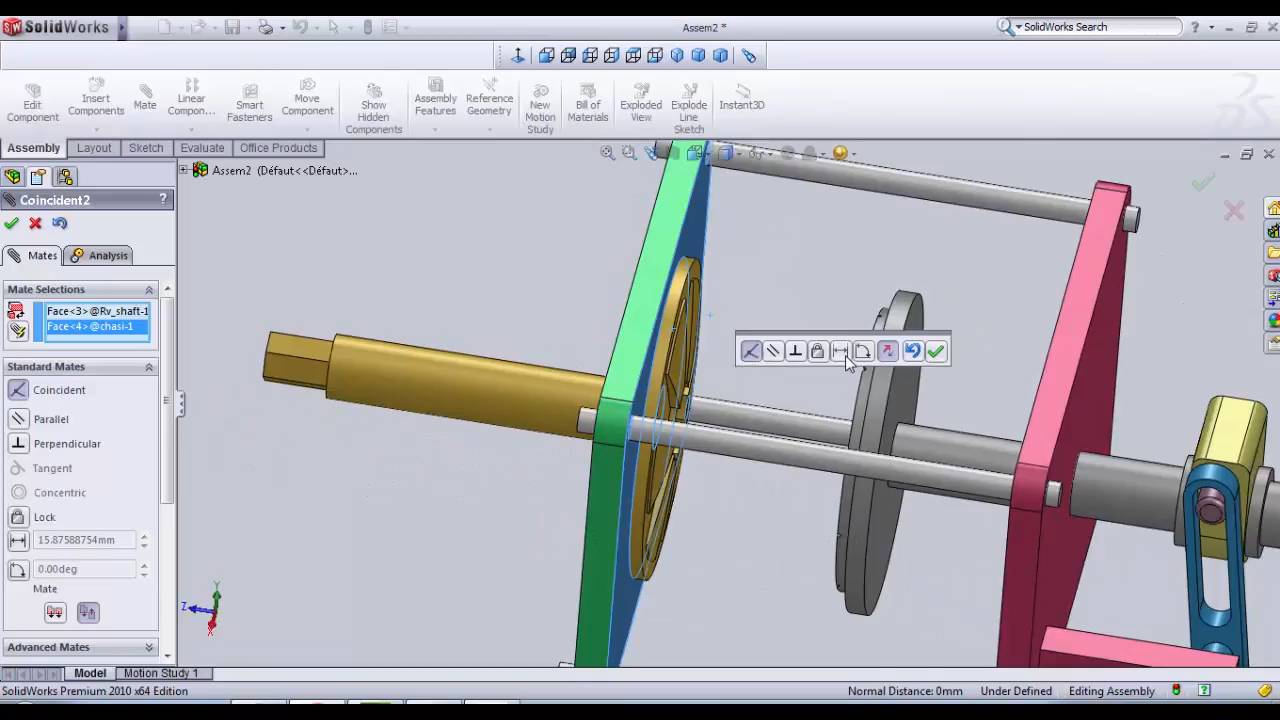 SolidWorks
Assem2 *
SolidWorks Search
Edit Component
Insert Components
Mate
Linear Compon...
Smart Fasteners
Move Component
Show Hidden Components
Assembly Features
Reference Geometry
New Motion Study
Bill of Materials
Exploded View
Explode Line Sketch
Instant3D
Assembly
Layout
Sketch
Evaluate
Office Products
Assem2 (Défaut<<Défaut>...
Coincident2
?
Mates
Analysis
Mate Selections
Face<3>@Rv_shaft-1
Face<4>@chasi-1
Standard Mates
Coincident
Parallel
Perpendicular
Tangent
Concentric
Lock
15.87588754mm
0.00deg
Mate
Advanced Mates
Y
Z
X
Model
Motion Study 1
SolidWorks Premium 2010 x64 Edition
Normal Distance: 0mm
Under Defined
Editing Assembly
?